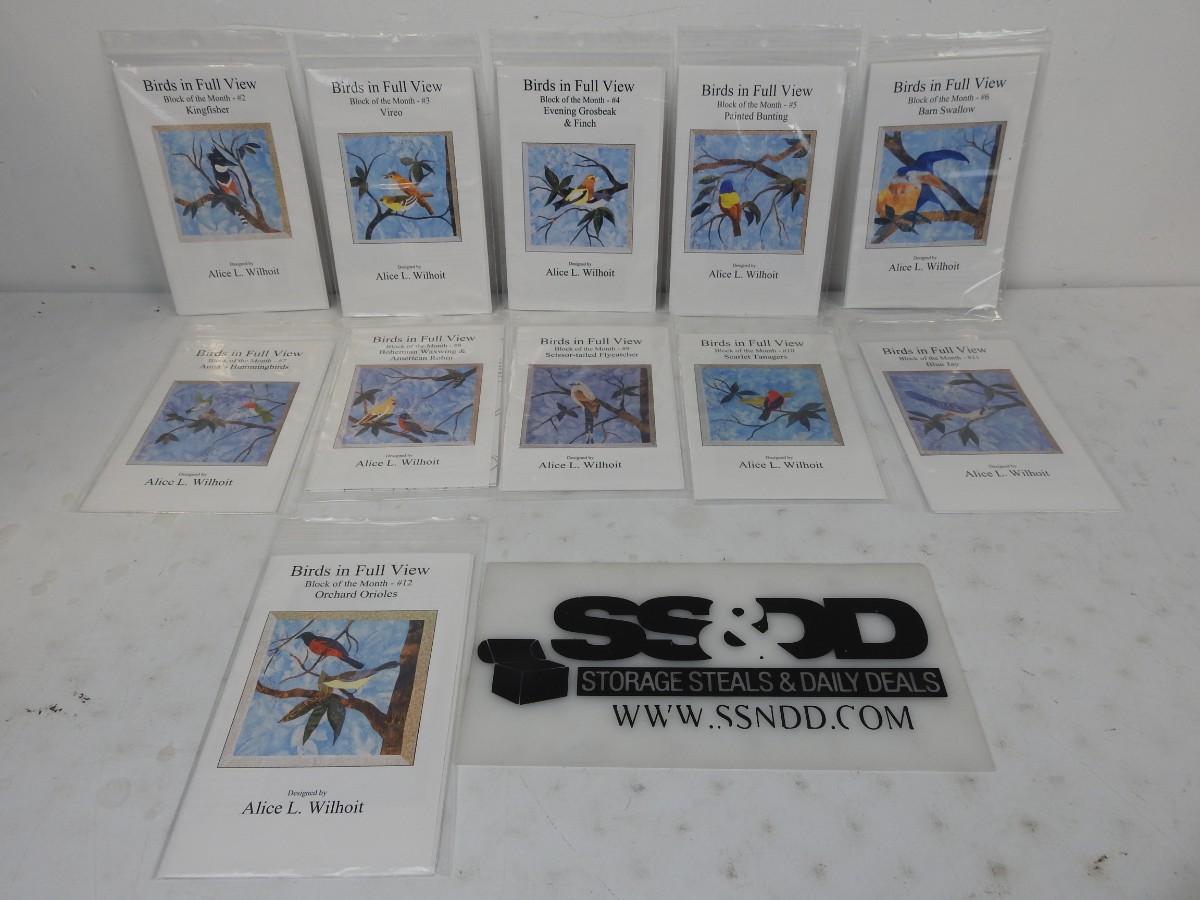 Birds in Full View
Block of the Month - #2
Kingfisher
Designed by
Alice L. Wilhoit
Birds in Full View
Block of the Month - #3
Vireo
Designed by
Alice L. Wilhoit
Birds in Full View
Block of the Month - #4
Evening Grosbeak
& Finch
Designed by
Alice L. Wilhoit
Birds in Full View
Block of the Month - #5
Painted Bunting
Designed by
Alice L. Wilhoit
Birds in Full View
Block of the Month - #6
Barn Swallow
Designed by
Alice L. Wilhoit
Birds in Full View
Block of the Month - #7
Anna's Hummingbirds
Designed by
Alice L. Wilhoit
Birds in Full View
Block of the Month - #8
Bohemian Waxwing &
American Robin
Designed by
Alice L. Wilhoit
Birds in Full View
Block of the Month - #9
Scissor-tailed Flycatcher
Designed by
Alice L. Wilhoit
Birds in Full View
Block of the Month - #10
Scarlet Tanagers
Designed by
Alice L. Wilhoit
Birds in Full View
Block of the Month - #11
Blue Jay
Designed by
Alice L. Wilhoit
Birds in Full View
Block of the Month - #12
Orchard Orioles
Designed by
Alice L. Wilhoit
SS&DD
STORAGE STEALS & DAILY DEALS
WWW.SSNDD.COM